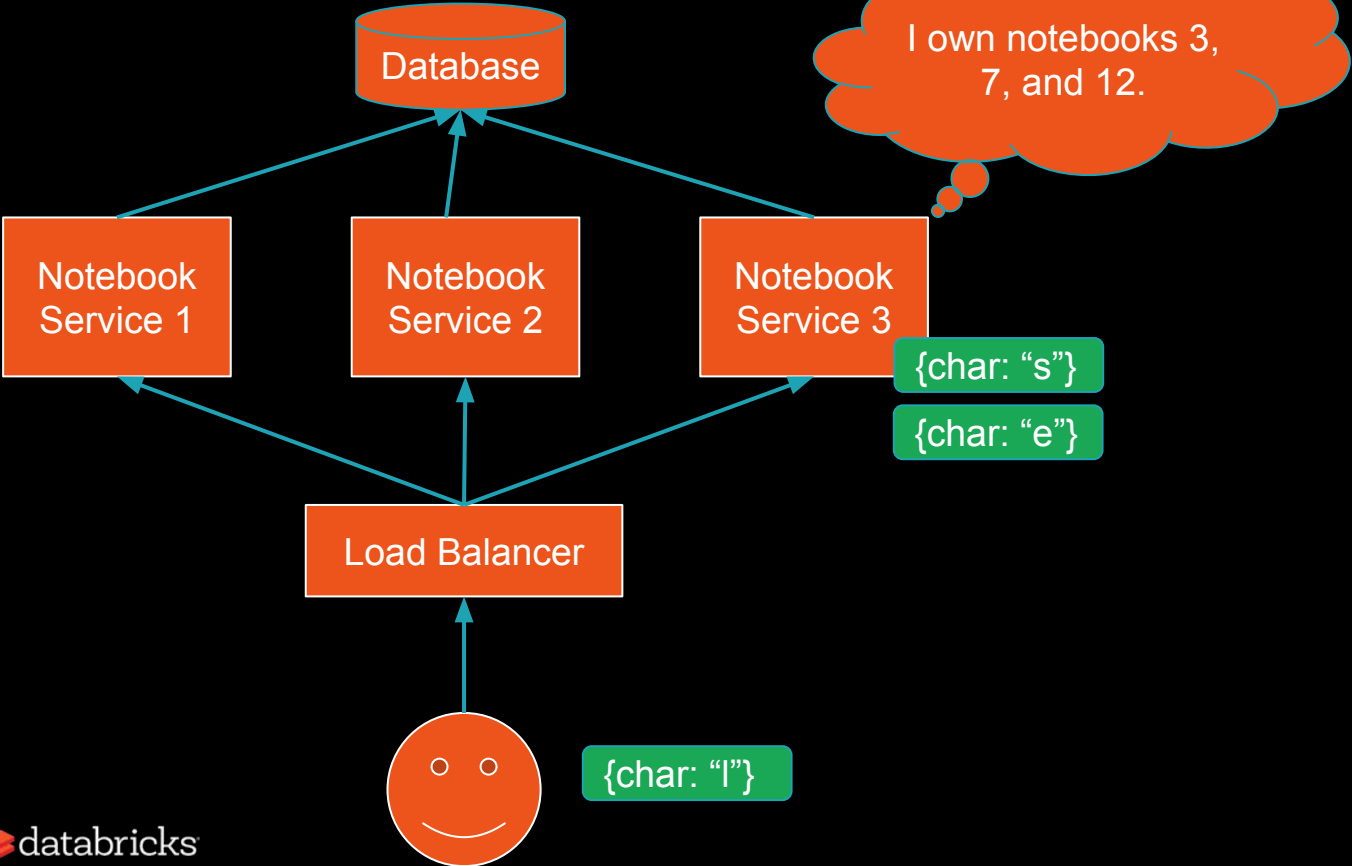 Database
I own notebooks 3,
7, and 12.
Notebook
Service 1
Notebook
Service 2
Notebook
Service 3
{char: “s”}
{char: “e”}
Load Balancer
{char: “l”}
databricks